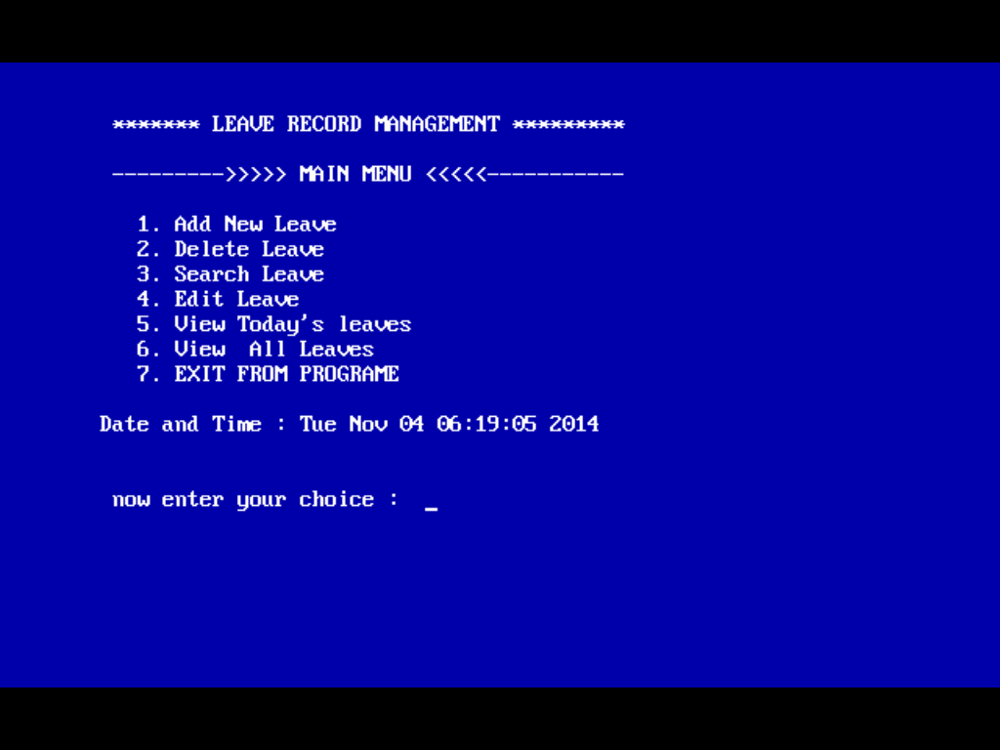 ******* LEAVE RECORD MANAGEMENT *********
--------->>>>> MAIN MENU <<<<<-----------
1. Add New Leave
2. Delete Leave
3. Search Leave
4. Edit Leave
5. View Today's leaves
6. View  All Leaves
7. EXIT FROM PROGRAME
Date and Time : Tue Nov 04 06:19:05 2014
now enter your choice :  _